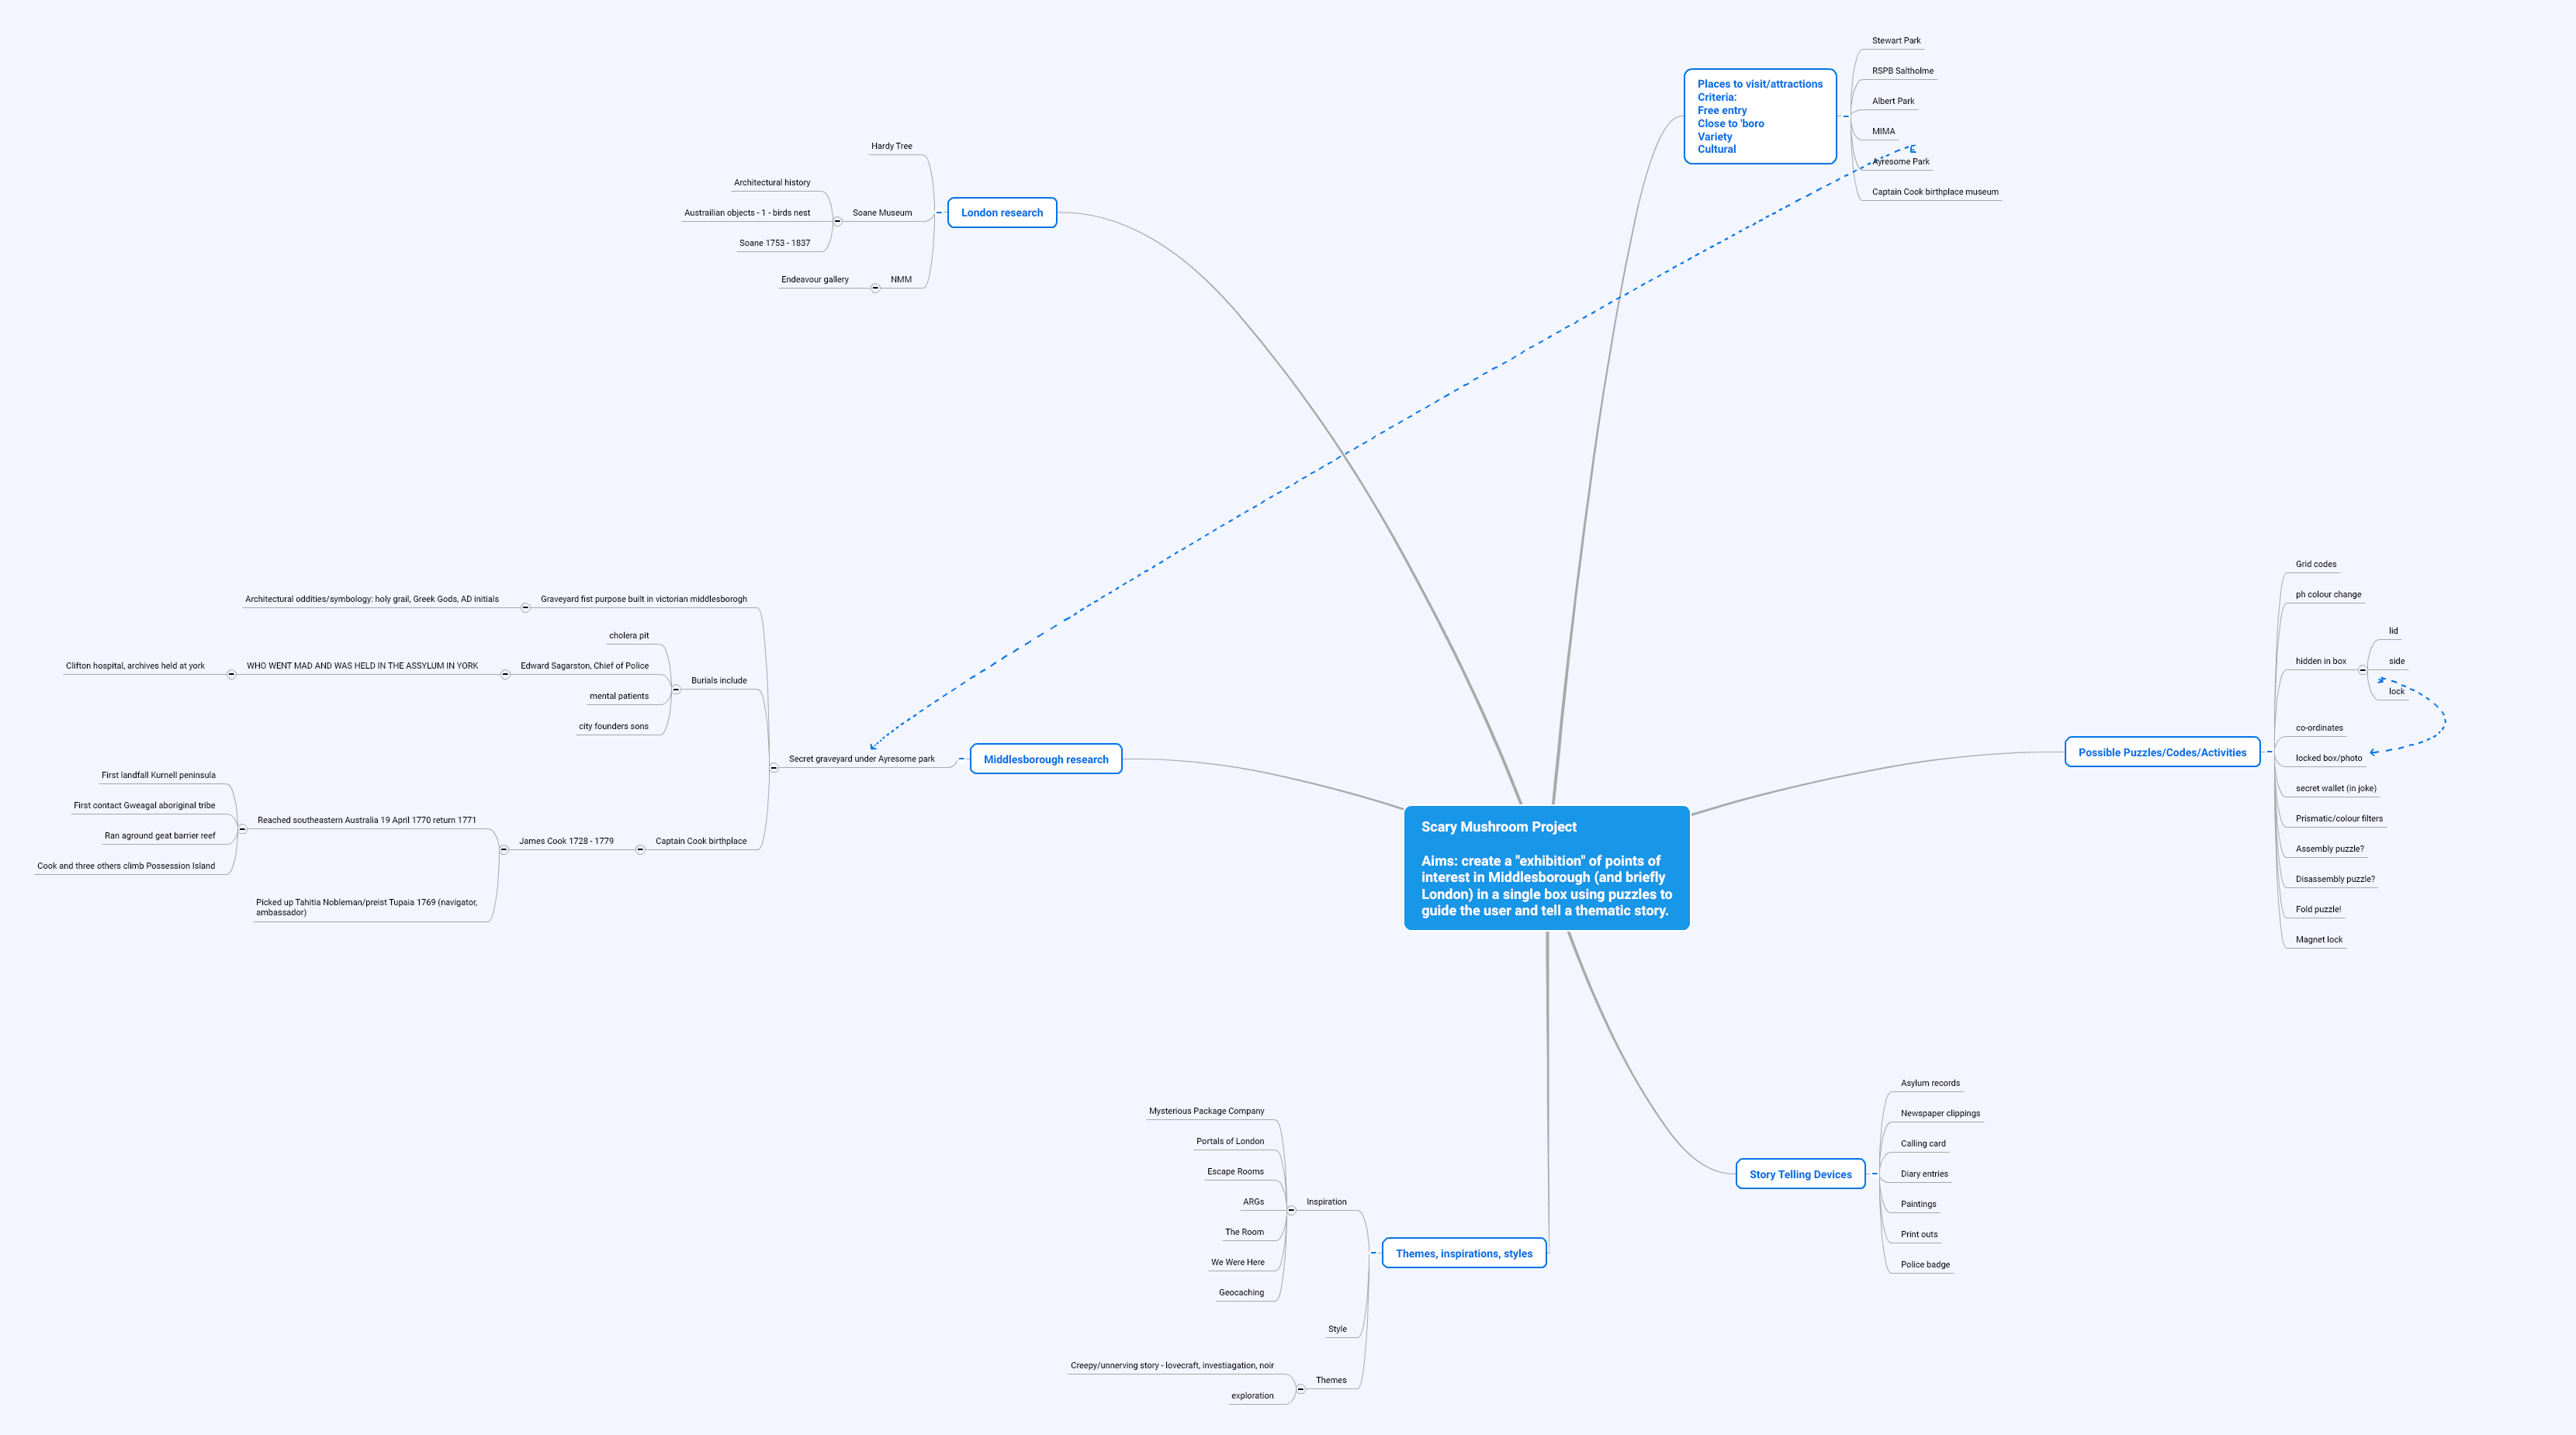 Scary Mushroom Project
Aims: create a "exhibition" of points of
interest in Middlesborough (and briefly
London) in a single box using puzzles to
guide the user and tell a thematic story.
Places to visit/attractions
Criteria:
Free entry
Close to 'boro
Variety
Cultural
Stewart Park
RSPB Saltholme
Albert Park
MIMA
Ayresome Park
Captain Cook birthplace museum
London research
Hardy Tree
Soane Museum
Architectural history
Austrailian objects - 1 - birds nest
Soane 1753 - 1837
NMM
Endeavour gallery
Middlesborough research
Secret graveyard under Ayresome park
Graveyard fist purpose built in victorian middlesborogh
Architectural oddities/symbology: holy grail, Greek Gods, AD initials
Burials include
cholera pit
Edward Sagarston, Chief of Police
WHO WENT MAD AND WAS HELD IN THE ASSYLUM IN YORK
Clifton hospital, archives held at york
mental patients
city founders sons
Captain Cook birthplace
James Cook 1728 - 1779
Reached southeastern Australia 19 April 1770 return 1771
First landfall Kurnell peninsula
First contact Gweagal aboriginal tribe
Ran aground geat barrier reef
Cook and three others climb Possession Island
Picked up Tahitia Nobleman/preist Tupaia 1769 (navigator,
ambassador)
Possible Puzzles/Codes/Activities
Grid codes
ph colour change
hidden in box
lid
side
lock
co-ordinates
locked box/photo
secret wallet (in joke)
Prismatic/colour filters
Assembly puzzle?
Disassembly puzzle?
Fold puzzle!
Magnet lock
Story Telling Devices
Asylum records
Newspaper clippings
Calling card
Diary entries
Paintings
Print outs
Police badge
Themes, inspirations, styles
Inspiration
Mysterious Package Company
Portals of London
Escape Rooms
ARGs
The Room
We Were Here
Geocaching
Style
Themes
Creepy/unnerving story - lovecraft, investiagation, noir
exploration